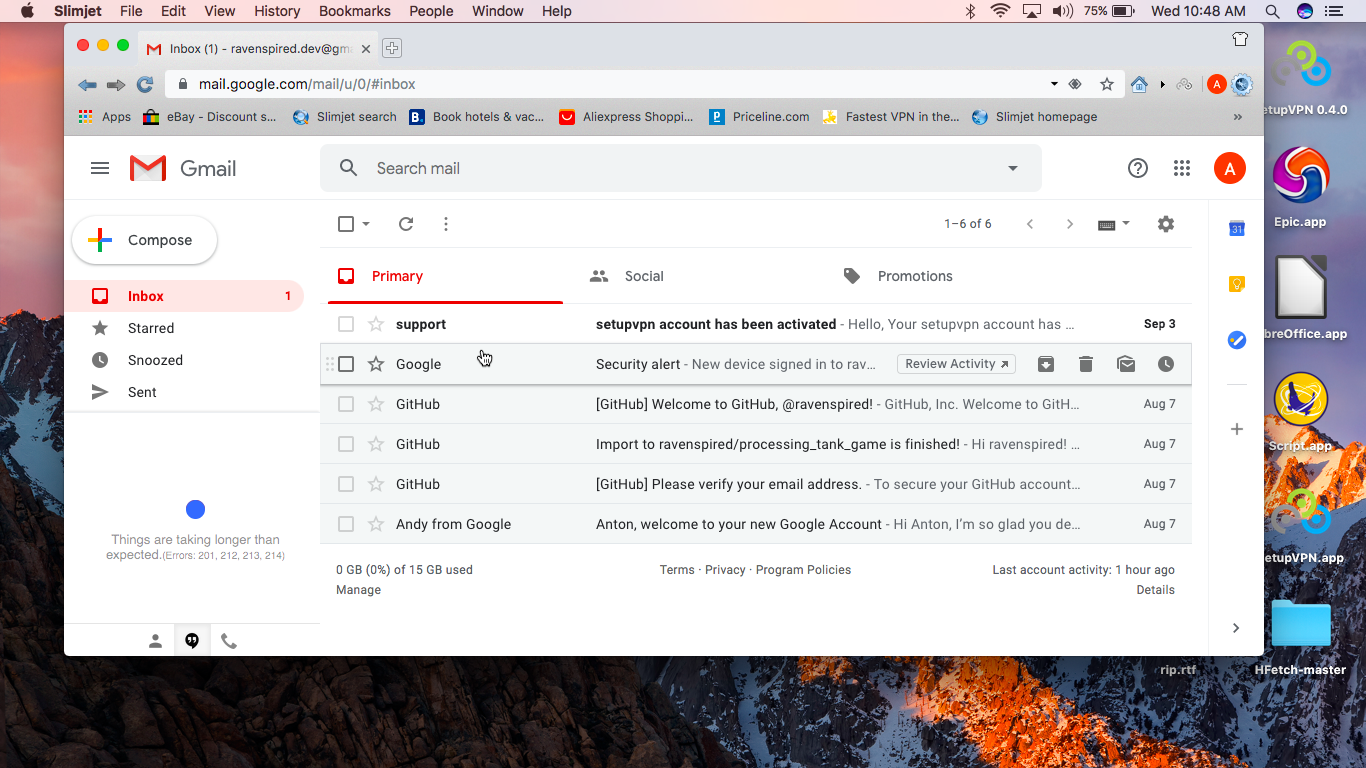 Slimjet File Edit View History Bookmarks People Window Help 75% Wed 10:48 AM
Inbox (1) - ravenspired.dev@gm
mail.google.com/mail/u/0/#inbox A
Apps eBay - Discount s... Slimjet search B. Book hotels & vac... Aliexpress Shoppi... P Priceline.com Fastest VPN in the... Slimjet homepage »
Gmail Search mail A
Compose 1–6 of 6
31
Primary Social Promotions
Inbox 1
Starred
Snoozed
Sent
support setupvpn account has been activated - Hello, Your setupvpn account has ... Sep 3
Google Security alert - New device signed in to rav... Review Activity
GitHub [GitHub] Welcome to GitHub, @ravenspired! - GitHub, Inc. Welcome to GitH... Aug 7
GitHub Import to ravenspired/processing_tank_game is finished! - Hi ravenspired! ... Aug 7
GitHub [GitHub] Please verify your email address. - To secure your GitHub account... Aug 7
Andy from Google Anton, welcome to your new Google Account - Hi Anton, I'm so glad you de... Aug 7
Things are taking longer than
expected.(Errors: 201, 212, 213, 214)
0 GB (0%) of 15 GB used Terms · Privacy · Program Policies Last account activity: 1 hour ago
Manage Details
etupVPN 0.4.0
Epic.app
breOffice.app
Script.app
etupVPN.app
rip.rtf HFetch-master